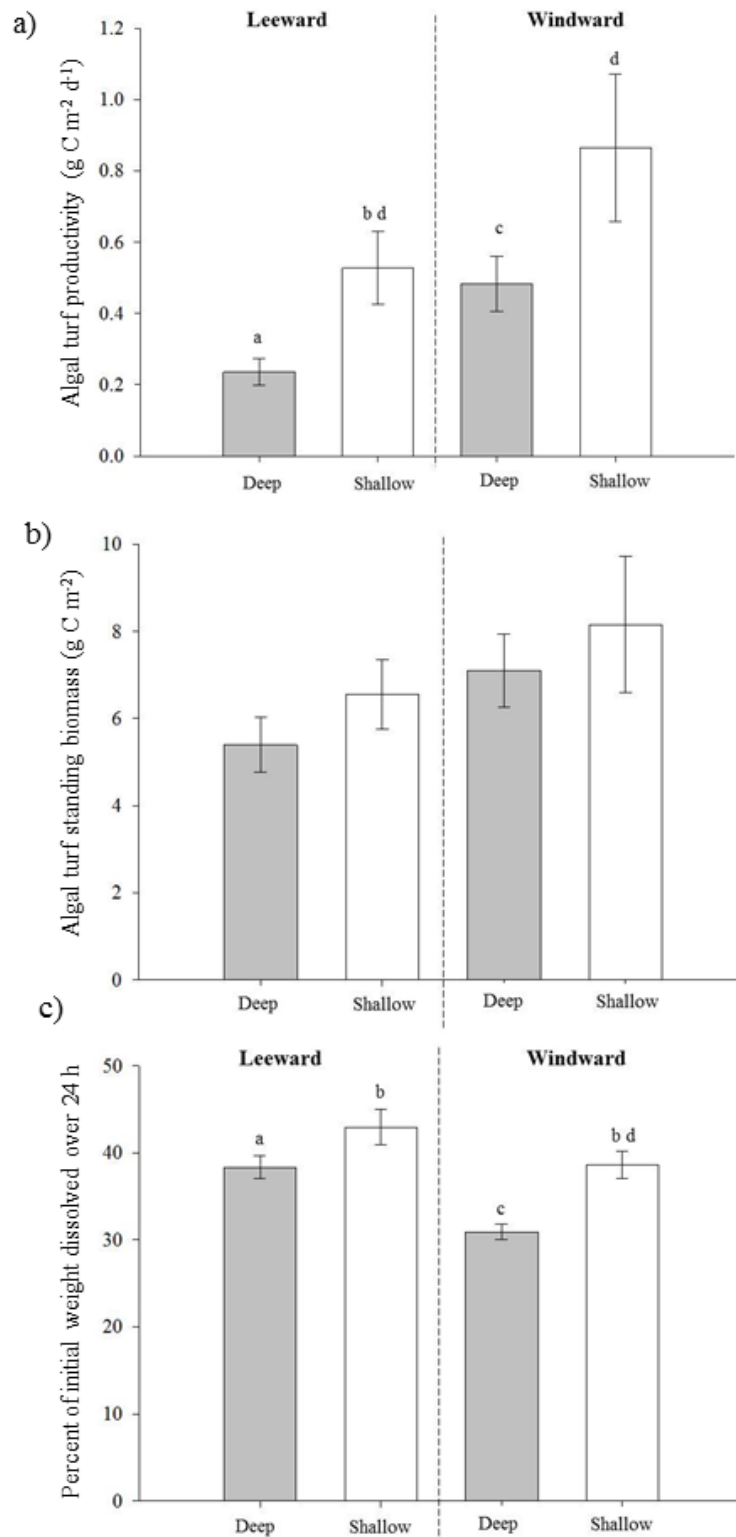 a)
Leeward Windward
Algal turf productivity (g C m⁻² d⁻¹)
1.2
1.0
0.8
0.6
0.4
0.2
0.0
a
b d
c
d
Deep Shallow Deep Shallow
b)
Algal turf standing biomass (g C m⁻²)
10
8
6
4
2
0
Deep Shallow Deep Shallow
c)
Leeward Windward
Percent of initial weight dissolved over 24 h
50
40
30
20
10
0
a
b
c
b d
Deep Shallow Deep Shallow